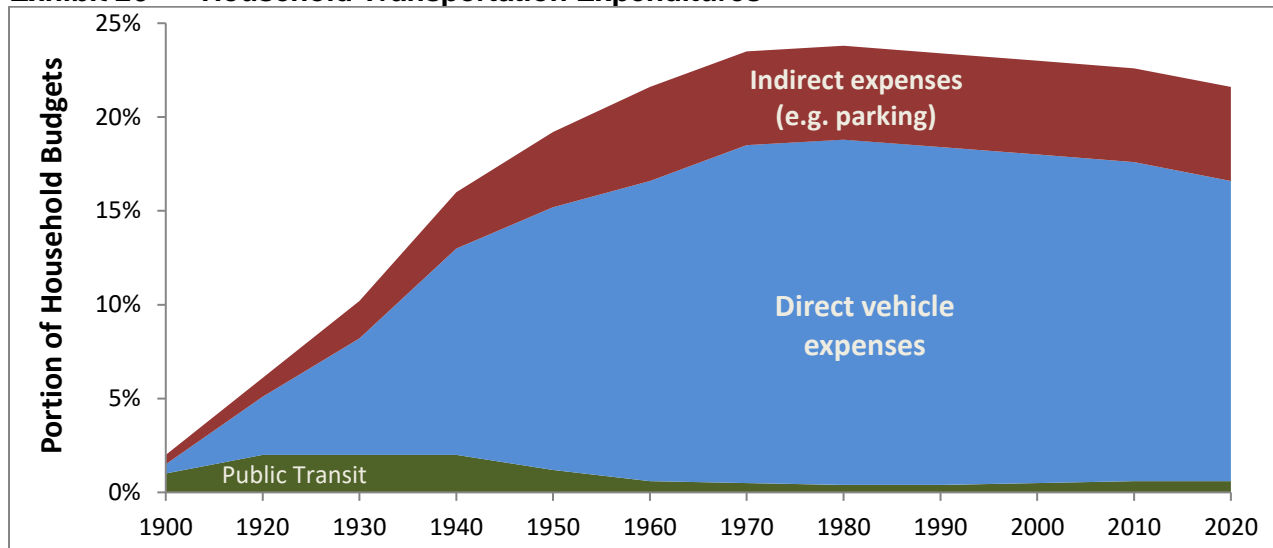 25%
20%
15%
10%
5%
0%
Portion of Household Budgets
Indirect expenses
(e.g. parking)
Direct vehicle
expenses
Public Transit
1900 1920 1930 1940 1950 1960 1970 1980 1990 2000 2010 2020